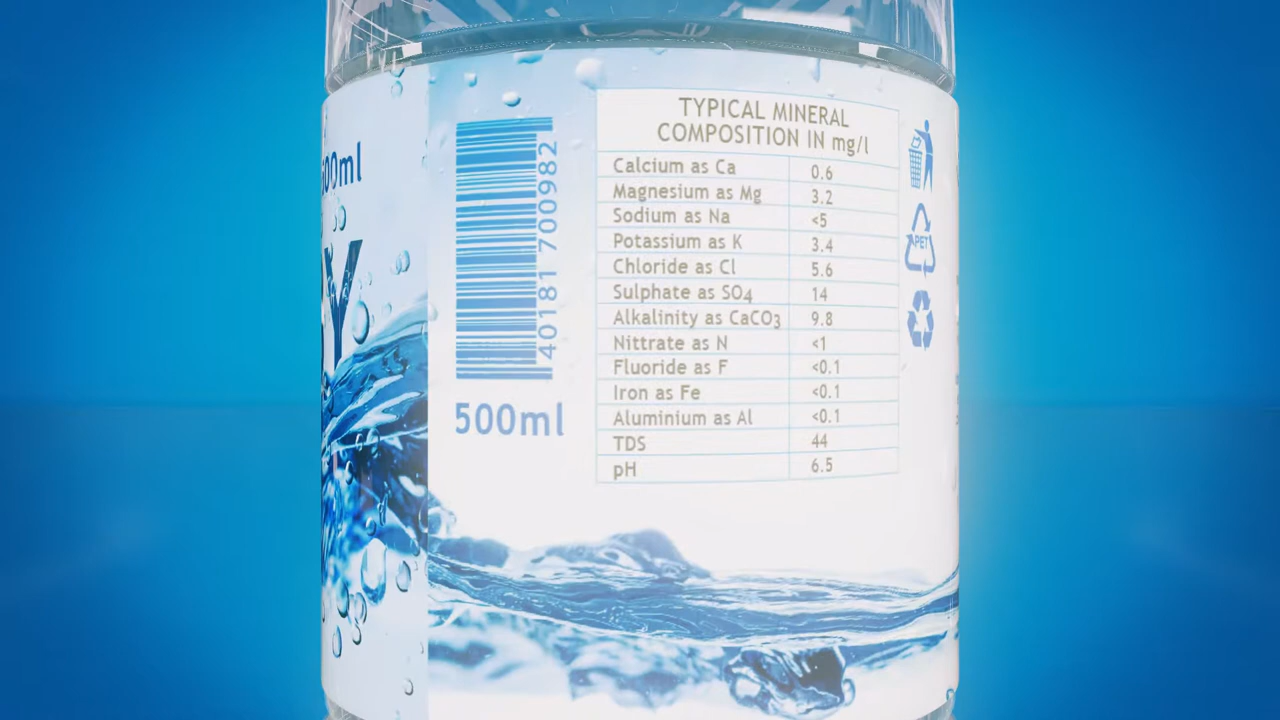 TYPICAL MINERAL
COMPOSITION IN mg/l
Calcium as Ca 0.6
Magnesium as Mg 3.2
Sodium as Na <5
Potassium as K 3.4
Chloride as Cl 5.6
Sulphate as SO4 14
Alkalinity as CaCO3 9.8
Nittrate as N <1
Fluoride as F <0.1
Iron as Fe <0.1
Aluminium as Al <0.1
TDS 44
pH 6.5
40181 700982
500ml
500ml
Y
PET